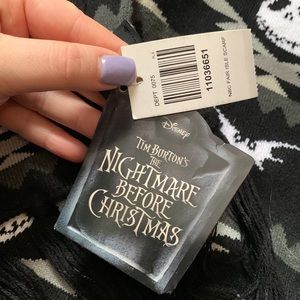 DEPT 0075
11036651
NBC FAIR ISLE SCARF
Disney
TIM BURTON'S
THE
NIGHTMARE
BEFORE
CHRISTMAS